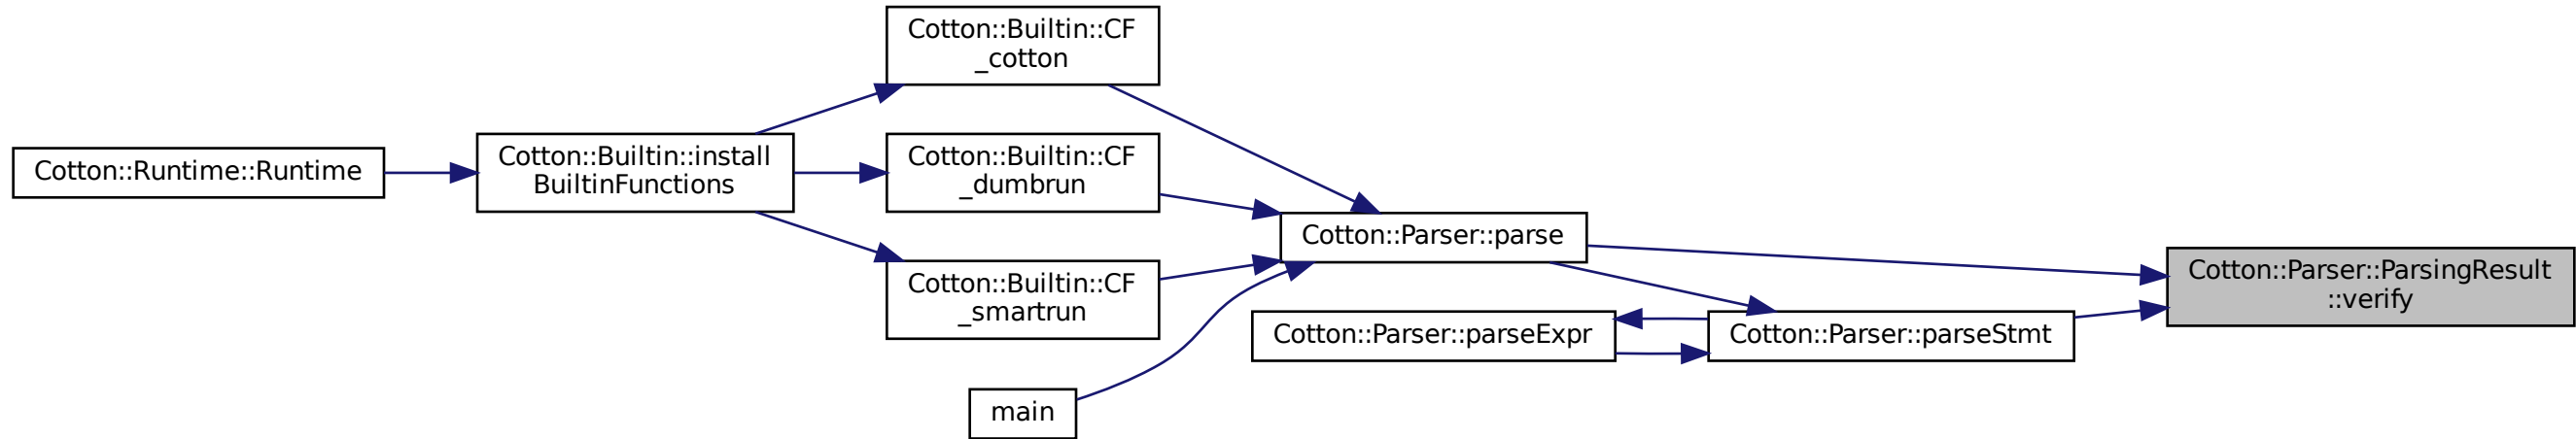 Cotton::Builtin::CF
_cotton
Cotton::Runtime::Runtime
Cotton::Builtin::install
BuiltinFunctions
Cotton::Builtin::CF
_dumbrun
Cotton::Builtin::CF
_smartrun
main
Cotton::Parser::parse
Cotton::Parser::parseExpr
Cotton::Parser::parseStmt
Cotton::Parser::ParsingResult
::verify